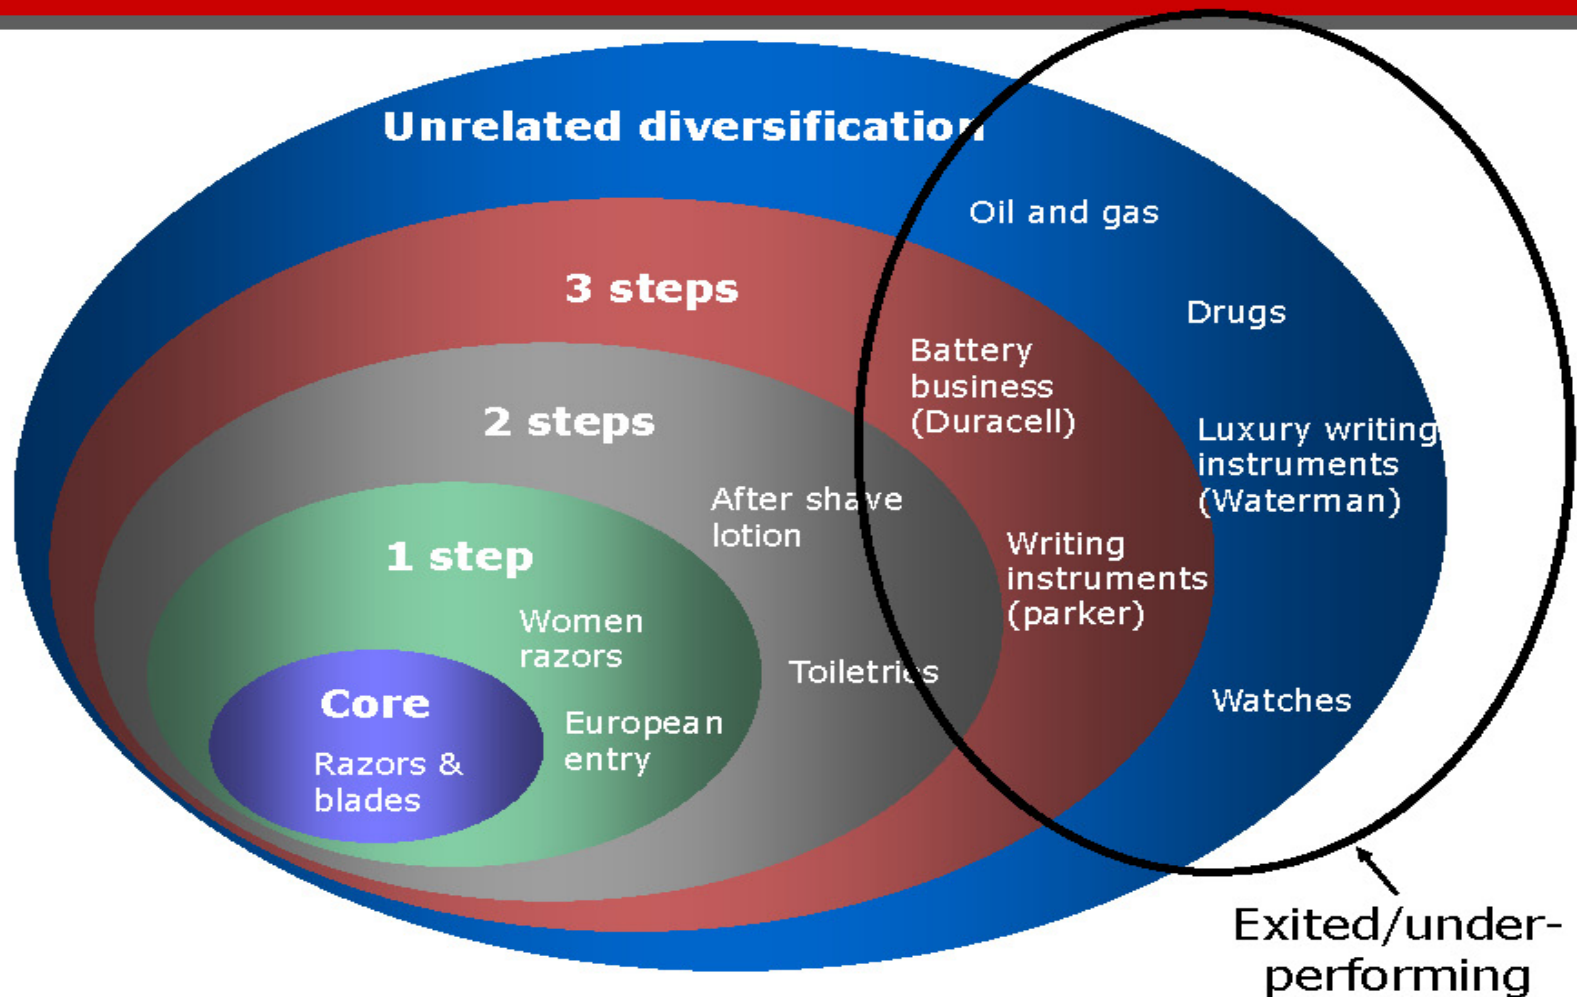 Unrelated diversification
Oil and gas
Drugs
3 steps
Battery
business
(Duracell)
Luxury writing
instruments
(Waterman)
2 steps
After shave
lotion
Writing
instruments
(parker)
1 step
Women
razors
Toiletries
Watches
Core
Razors &
blades
European
entry
Exited/under-
performing